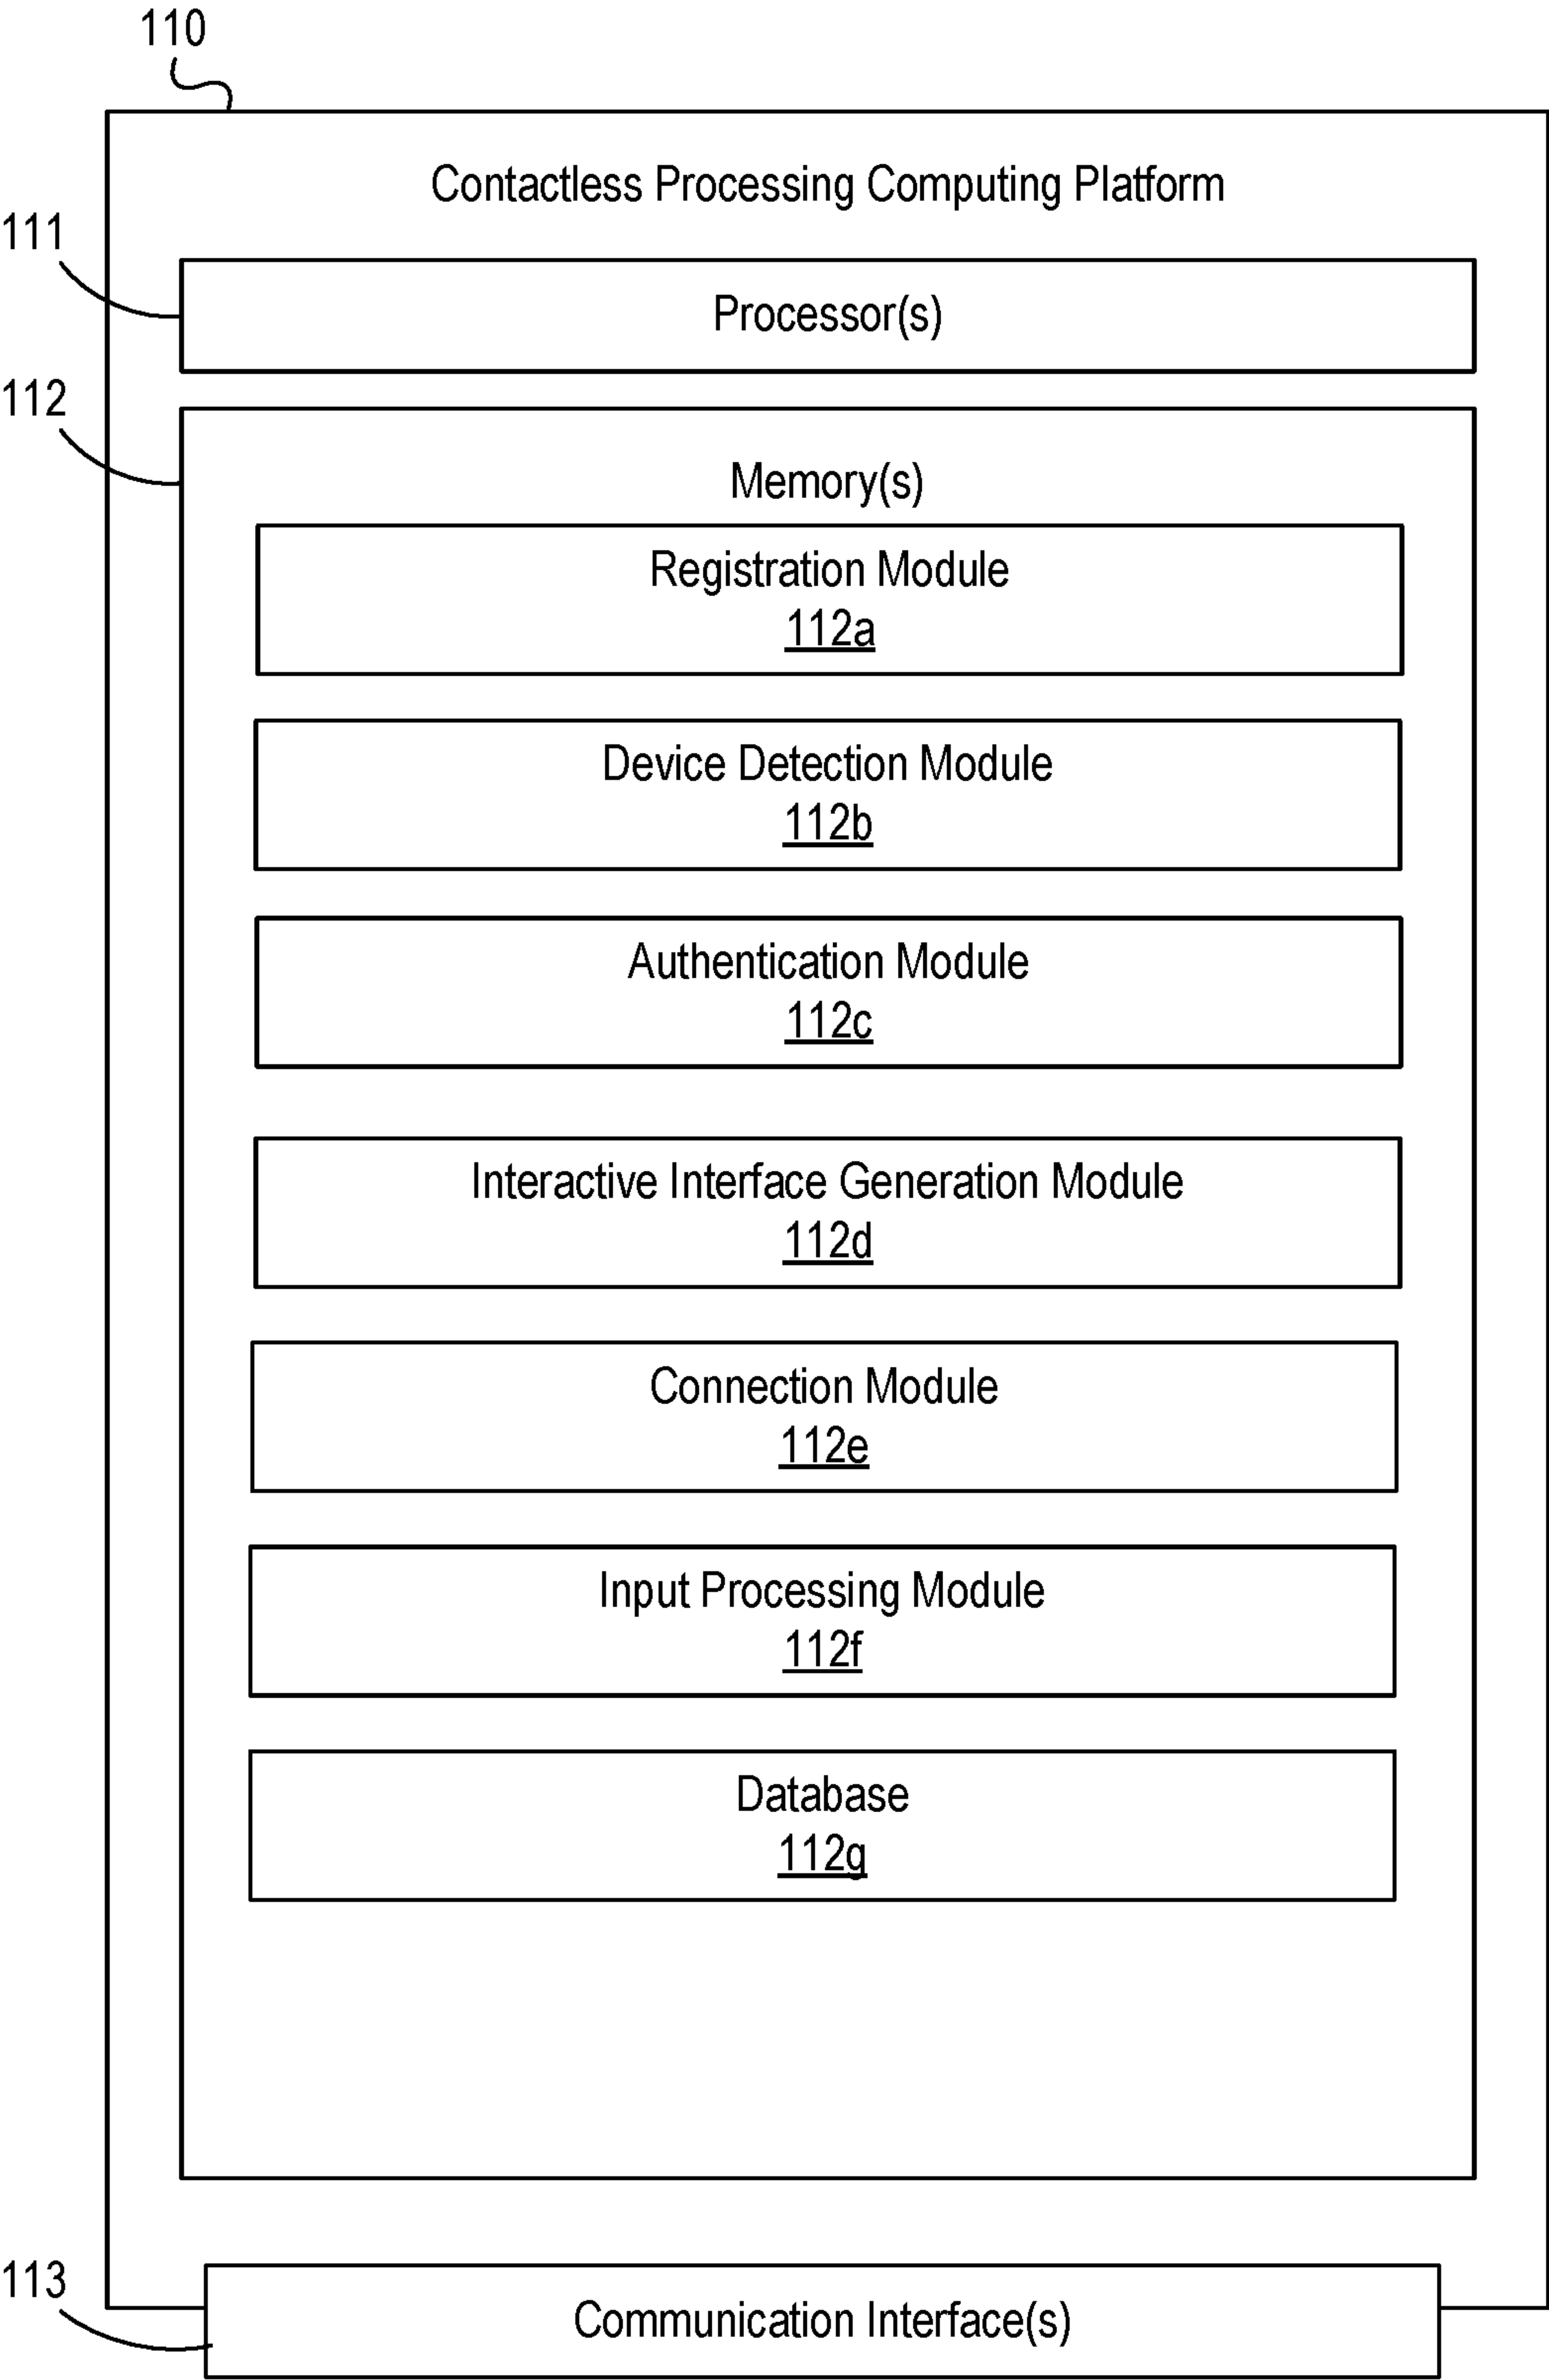 110
Contactless Processing Computing Platform
111
Processor(s)
112
Memory(s)
Registration Module
112a
Device Detection Module
112b
Authentication Module
112c
Interactive Interface Generation Module
112d
Connection Module
112e
Input Processing Module
112f
Database
112g
113
Communication Interface(s)